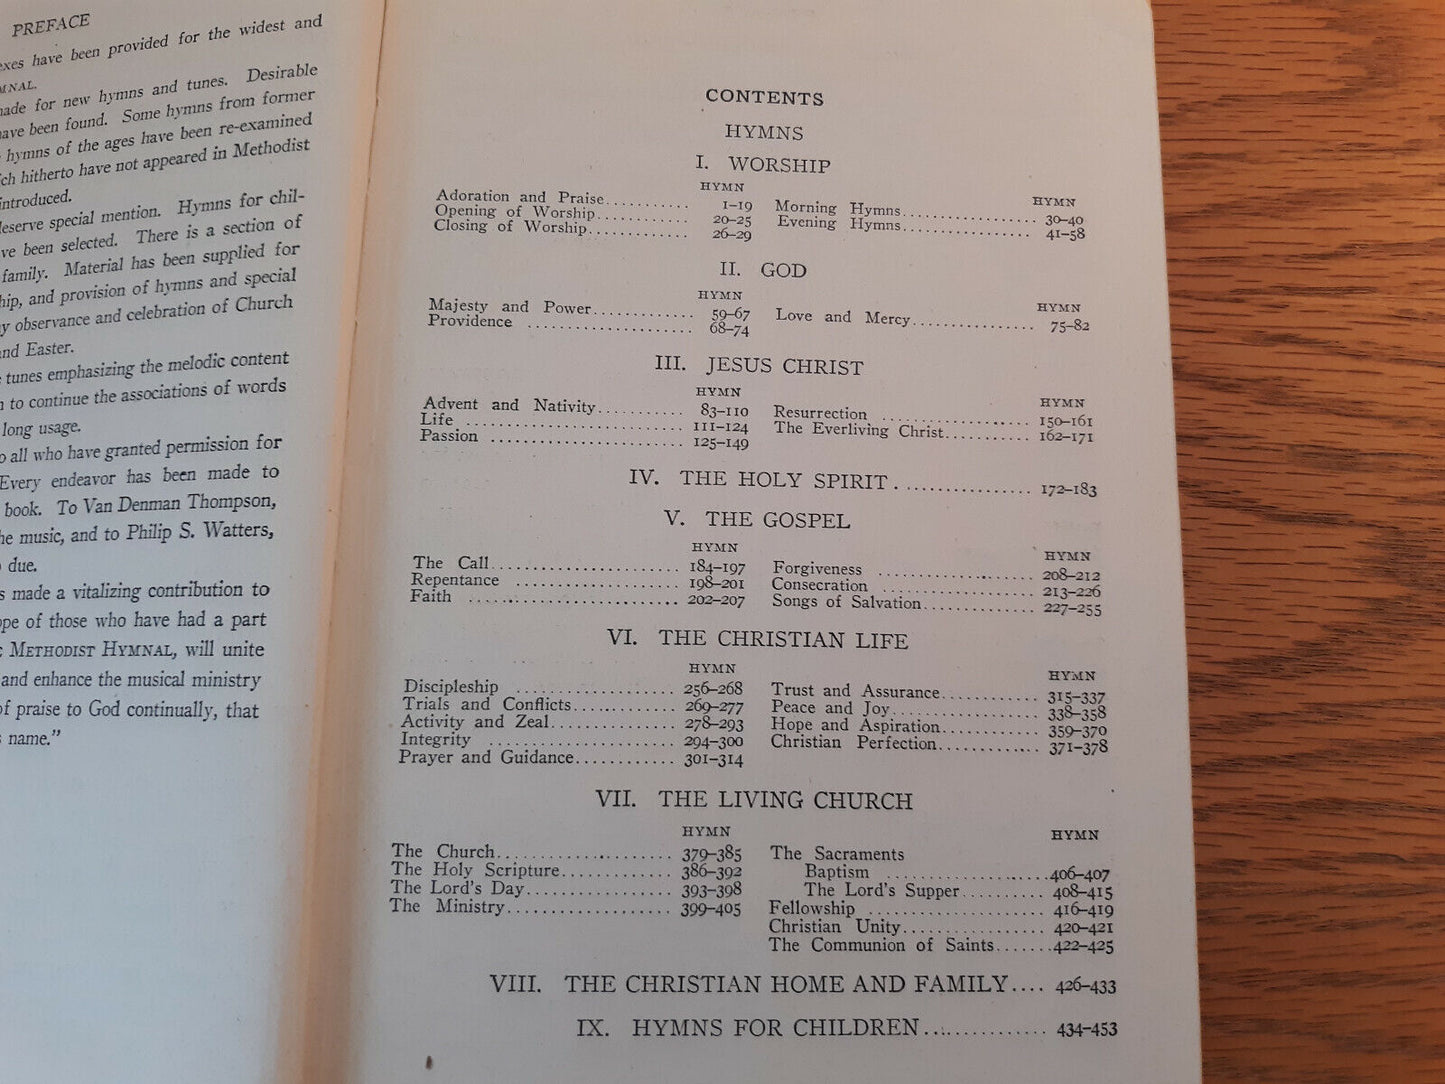 PREFACE
have been provided for the widest and
for new hymns and tunes. Desirable
have been found. Some hymns from former
hymns of the ages have been re-examined
hitherto have not appeared in Methodist
introduced.
deserve special mention. Hymns for chil-
been selected. There is a section of
family. Material has been supplied for
and provision of hymns and special
observance and celebration of Church
and Easter.
tunes emphasizing the melodic content
to continue the associations of words
long usage.
all who have granted permission for
Every endeavor has been made to
book. To Van Denman Thompson,
music, and to Philip S. Watters,
due.
made a vitalizing contribution to
of those who have had a part
METHODIST HYMNAL, will unite
and enhance the musical ministry
of praise to God continually, that
name.”
CONTENTS
HYMNS
I. WORSHIP
HYMN
Adoration and Praise.......... 1–19
Opening of Worship........... 20–25
Closing of Worship............ 26–29
HYMN
Morning Hymns................ 30–40
Evening Hymns................ 41–58
II. GOD
HYMN
Majesty and Power............ 59–67
Providence ................... 68–74
HYMN
Love and Mercy.............. 75–82
III. JESUS CHRIST
HYMN
Advent and Nativity.......... 83–110
Life ......................... 111–124
Passion ...................... 125–149
HYMN
Resurrection ................. 150–161
The Everliving Christ.......... 162–171
IV. THE HOLY SPIRIT ................ 172–183
V. THE GOSPEL
HYMN
The Call..................... 184–197
Repentance ................... 198–201
Faith ........................ 202–207
HYMN
Forgiveness .................. 208–212
Consecration ................. 213–226
Songs of Salvation............. 227–255
VI. THE CHRISTIAN LIFE
HYMN
Discipleship .................. 256–268
Trials and Conflicts............ 269–277
Activity and Zeal.............. 278–293
Integrity ..................... 294–300
Prayer and Guidance............ 301–314
HYMN
Trust and Assurance........... 315–337
Peace and Joy................. 338–358
Hope and Aspiration........... 359–370
Christian Perfection............ 371–378
VII. THE LIVING CHURCH
HYMN
The Church.................... 379–385
The Holy Scripture............. 386–392
The Lord's Day................ 393–398
The Ministry................... 399–405
HYMN
The Sacraments
Baptism ................... 406–407
The Lord's Supper.......... 408–415
Fellowship .................... 416–419
Christian Unity................ 420–421
The Communion of Saints....... 422–425
VIII. THE CHRISTIAN HOME AND FAMILY.... 426–433
IX. HYMNS FOR CHILDREN.............. 434–453